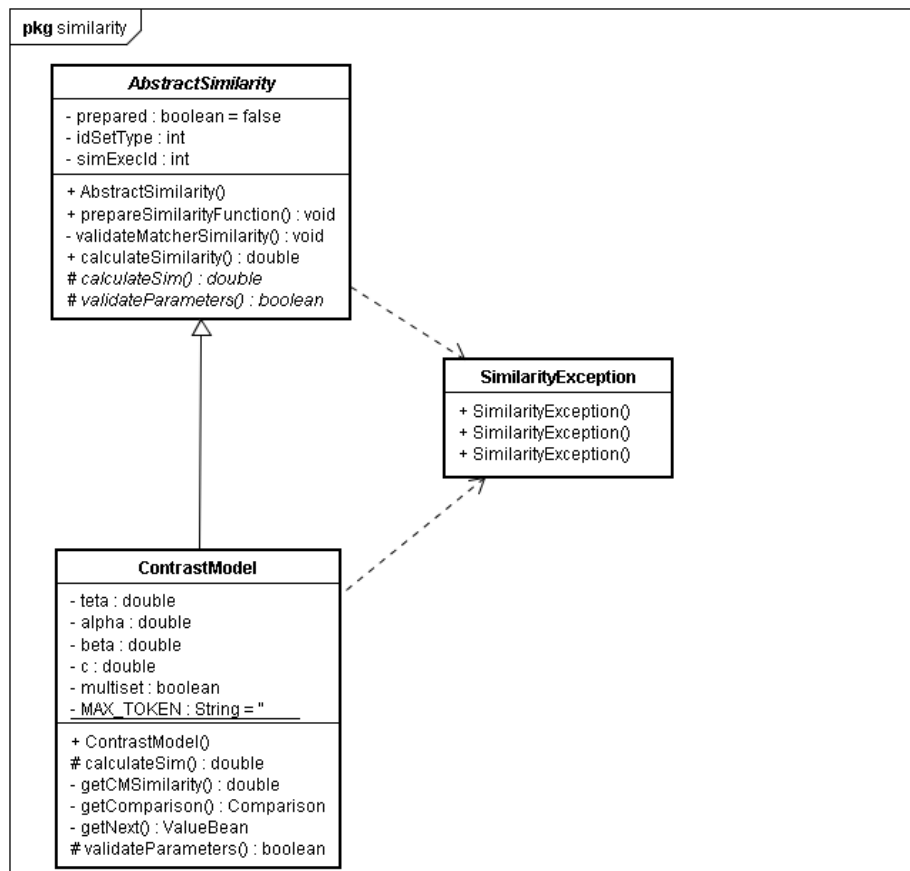 pkg similarity
AbstractSimilarity
- prepared : boolean = false
- idSetType : int
- simExecId : int
+ AbstractSimilarity()
+ prepareSimilarityFunction() : void
- validateMatcherSimilarity() : void
+ calculateSimilarity() : double
# calculateSim() : double
# validateParameters() : boolean
SimilarityException
+ SimilarityException()
+ SimilarityException()
+ SimilarityException()
ContrastModel
- teta : double
- alpha : double
- beta : double
- c : double
- multiset : boolean
- MAX_TOKEN : String = "
+ ContrastModel()
# calculateSim() : double
- getCMSimilarity() : double
- getComparison() : Comparison
- getNext() : ValueBean
# validateParameters() : boolean